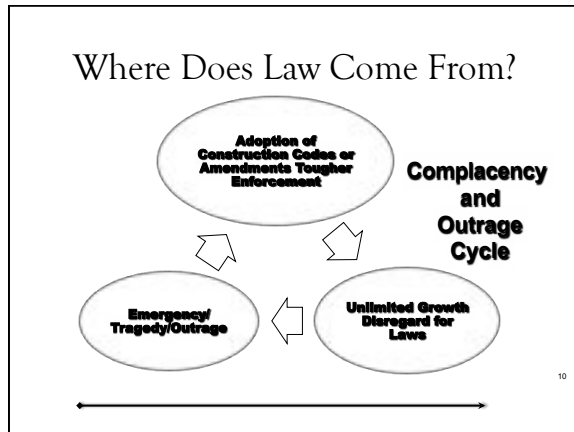 Where Does Law Come From?
Adoption of
Construction Codes or
Amendments Tougher
Enforcement
Complacency
and
Outrage
Cycle
Emergency/
Tragedy/Outrage
Unlimited Growth
Disregard for
Laws
10